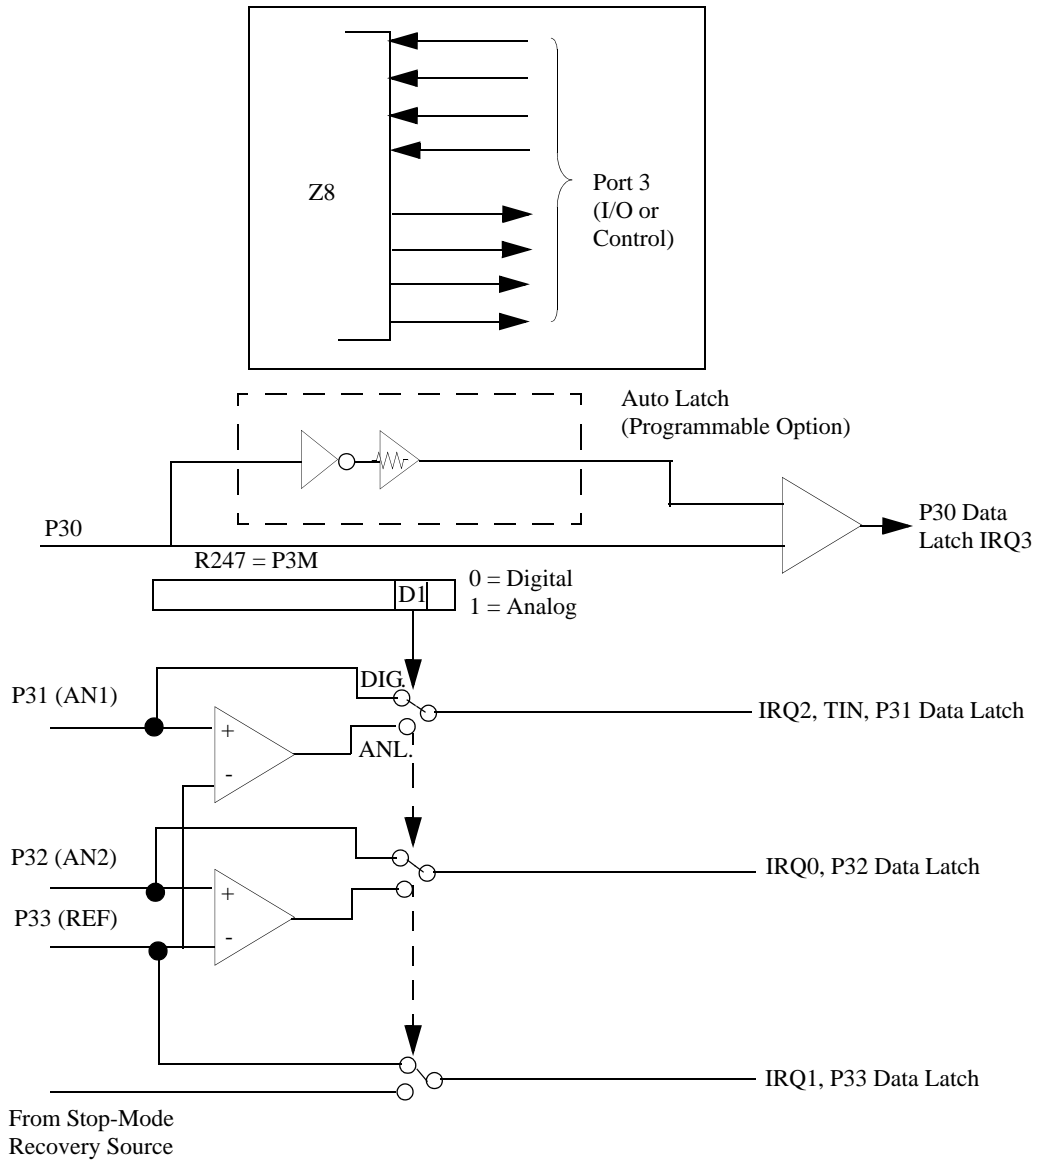 Z8
Port 3
(I/O or
Control)
Auto Latch
(Programmable Option)
P30
P30 Data
Latch IRQ3
R247 = P3M
D1
0 = Digital
1 = Analog
P31 (AN1)
DIG.
IRQ2, TIN, P31 Data Latch
+
ANL.
-
P32 (AN2)
IRQ0, P32 Data Latch
+
P33 (REF)
-
IRQ1, P33 Data Latch
From Stop-Mode
Recovery Source